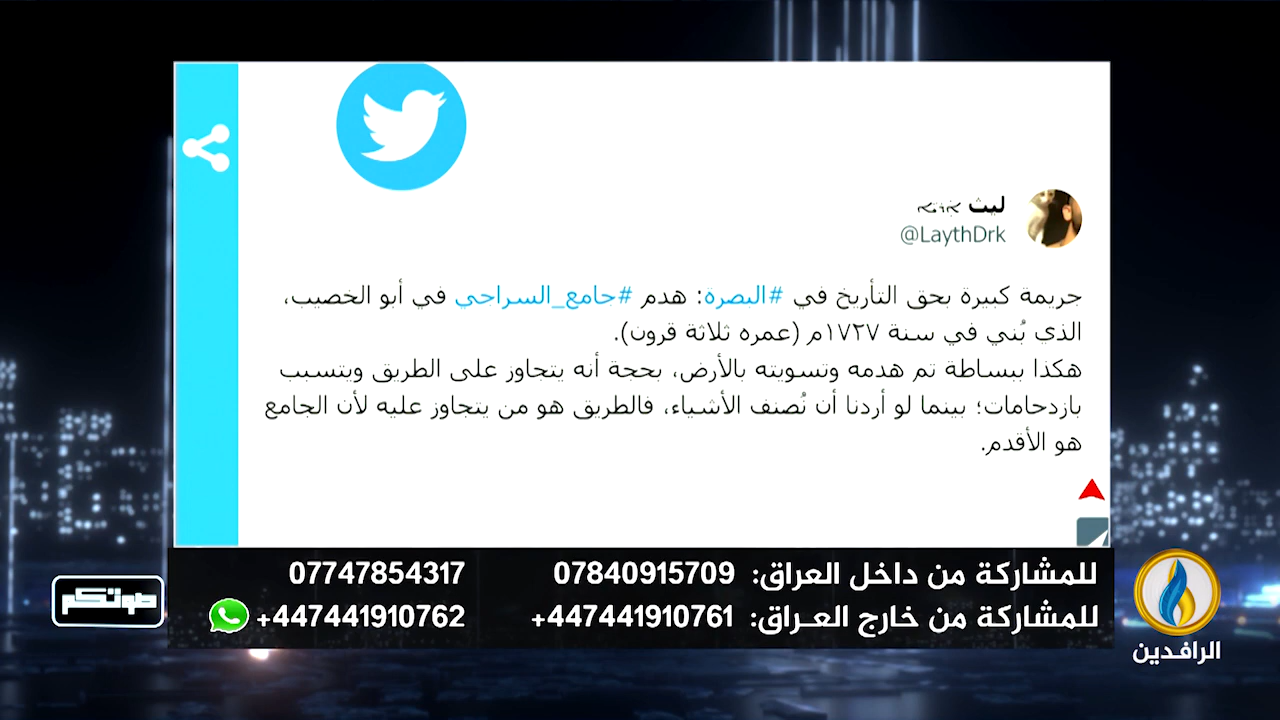 ليث
@LaythDrk
جريمة كبيرة بحق التأريخ في #البصرة: هدم #جامع_السراجي في أبو الخصيب،
الذي بُني في سنة ١٧٢٧م (عمره ثلاثة قرون).
هكذا ببساطة تم هدمه وتسويته بالأرض، بحجة أنه يتجاوز على الطريق ويتسبب
بازدحامات؛ بينما لو أردنا أن نُصنف الأشياء، فالطريق هو من يتجاوز عليه لأن الجامع
هو الأقدم.
للمشاركة من داخل العراق: 07840915709 07747854317
للمشاركة من خارج العـراق: 447441910761+ 447441910762+
صوتكم
الرافدين